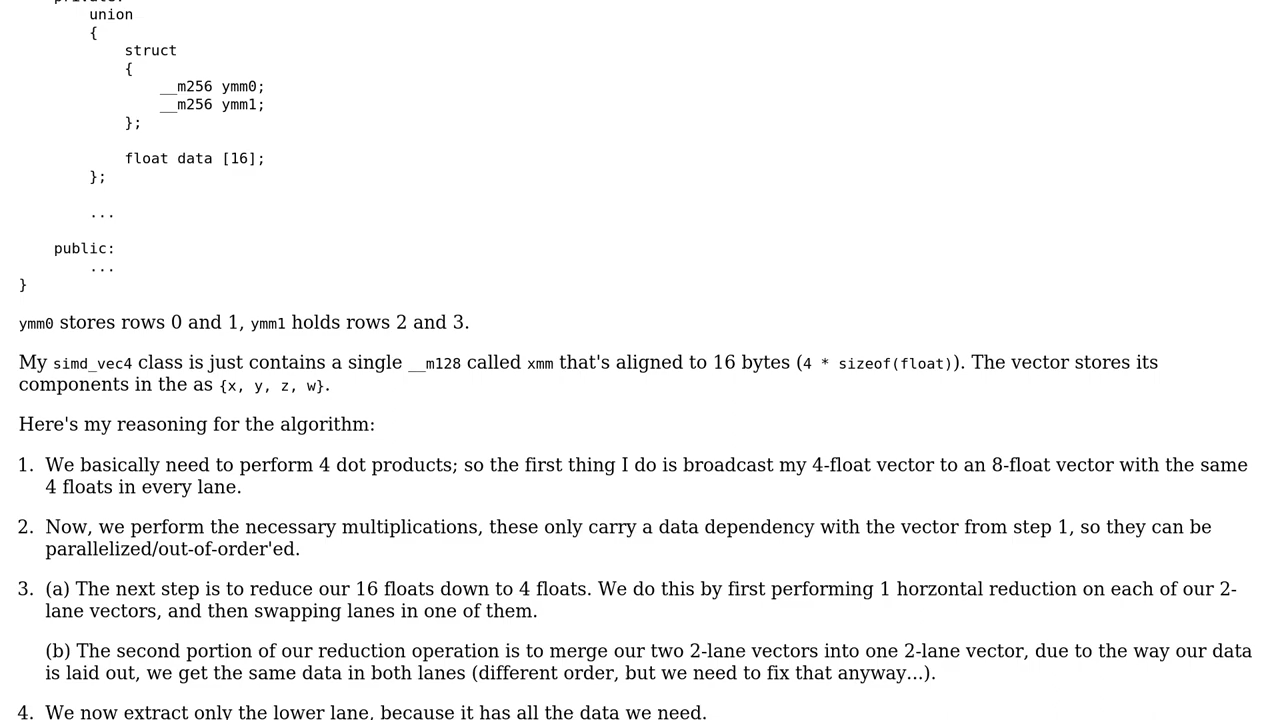 union
{
struct
{
__m256 ymm0;
__m256 ymm1;
};
float data [16];
};
...
public:
...
}
ymm0 stores rows 0 and 1, ymm1 holds rows 2 and 3.
My simd_vec4 class is just contains a single __m128 called xmm that's aligned to 16 bytes (4 * sizeof(float)). The vector stores its
components in the as {x, y, z, w}.
Here's my reasoning for the algorithm:
1. We basically need to perform 4 dot products; so the first thing I do is broadcast my 4-float vector to an 8-float vector with the same
4 floats in every lane.
2. Now, we perform the necessary multiplications, these only carry a data dependency with the vector from step 1, so they can be
parallelized/out-of-order'ed.
3. (a) The next step is to reduce our 16 floats down to 4 floats. We do this by first performing 1 horzontal reduction on each of our 2-
lane vectors, and then swapping lanes in one of them.
(b) The second portion of our reduction operation is to merge our two 2-lane vectors into one 2-lane vector, due to the way our data
is laid out, we get the same data in both lanes (different order, but we need to fix that anyway...).
4. We now extract only the lower lane, because it has all the data we need.